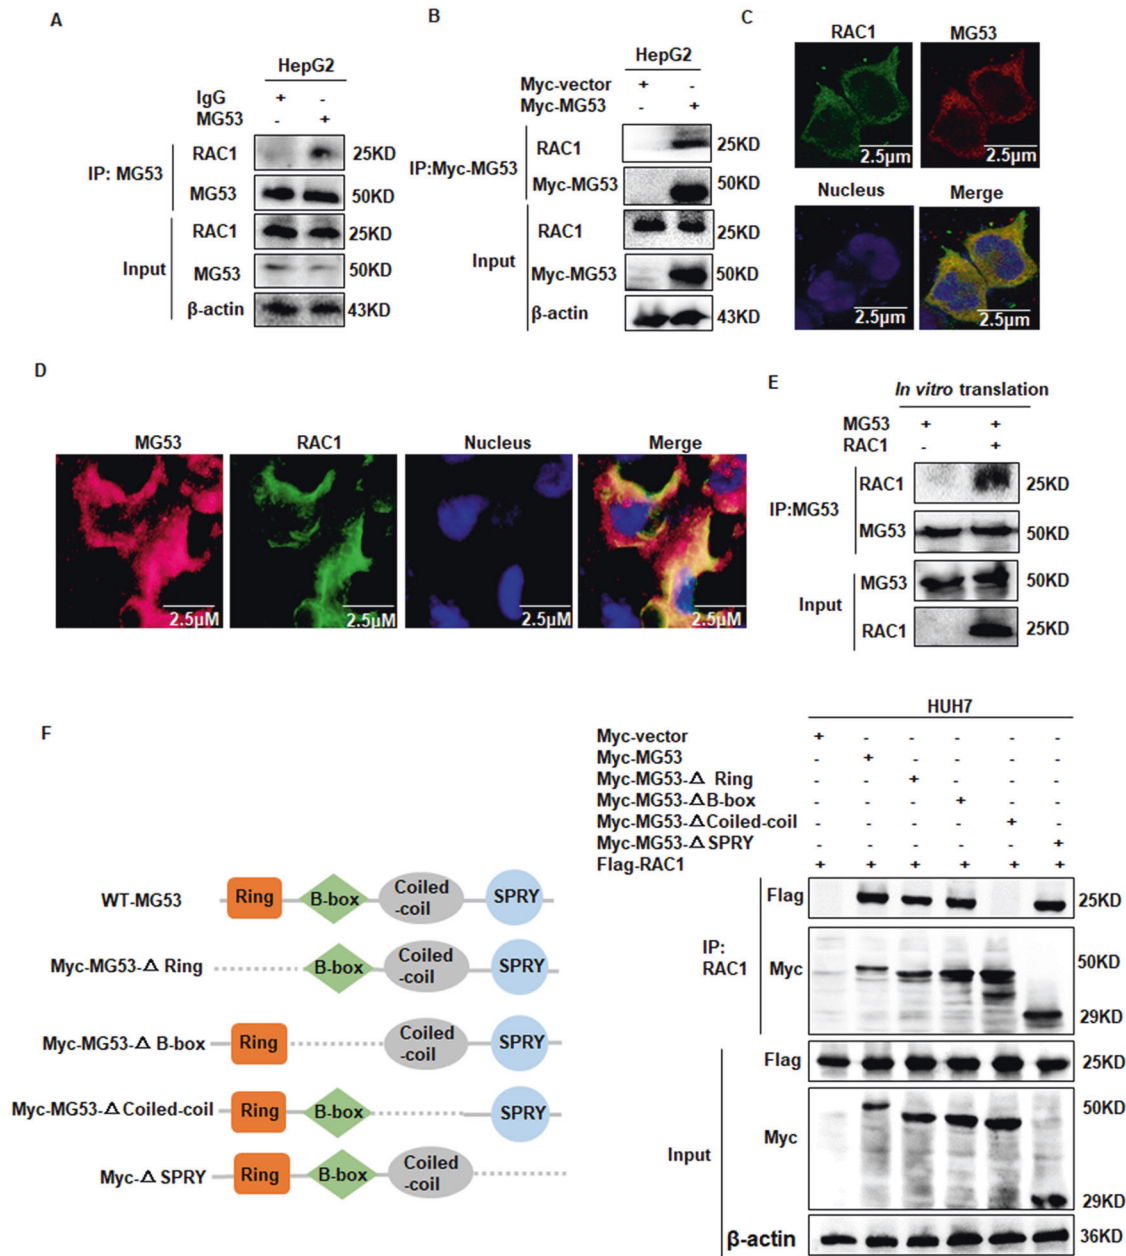 A
HepG2
IgG + -
MG53 - +
IP: MG53
RAC1 25KD
MG53 50KD
Input
RAC1 25KD
MG53 50KD
β-actin 43KD
B
HepG2
Myc-vector + -
Myc-MG53 - +
IP:Myc-MG53
RAC1 25KD
Myc-MG53 50KD
Input
RAC1 25KD
Myc-MG53 50KD
β-actin 43KD
C
RAC1 MG53
2.5μm 2.5μm
Nucleus Merge
2.5μm 2.5μm
D
MG53 RAC1 Nucleus Merge
2.5μM 2.5μM 2.5μM 2.5μM
E
In vitro translation
MG53 + +
RAC1 - +
IP:MG53
RAC1 25KD
MG53 50KD
Input
MG53 50KD
RAC1 25KD
F
WT-MG53 Ring B-box Coiled
-coil SPRY
Myc-MG53-Δ Ring B-box Coiled
-coil SPRY
Myc-MG53-Δ B-box Ring Coiled
-coil SPRY
Myc-MG53-Δ Coiled-coil Ring B-box SPRY
Myc-Δ SPRY Ring B-box Coiled
-coil
HUH7
Myc-vector + - - - - -
Myc-MG53 - + - - - -
Myc-MG53-Δ Ring - - + - - -
Myc-MG53-Δ B-box - - - + - -
Myc-MG53-Δ Coiled-coil - - - - + -
Myc-MG53-Δ SPRY - - - - - +
Flag-RAC1 + + + + + +
IP:
RAC1
Flag 25KD
Myc 50KD
29KD
Input
Flag 25KD
Myc 50KD
29KD
β-actin 36KD